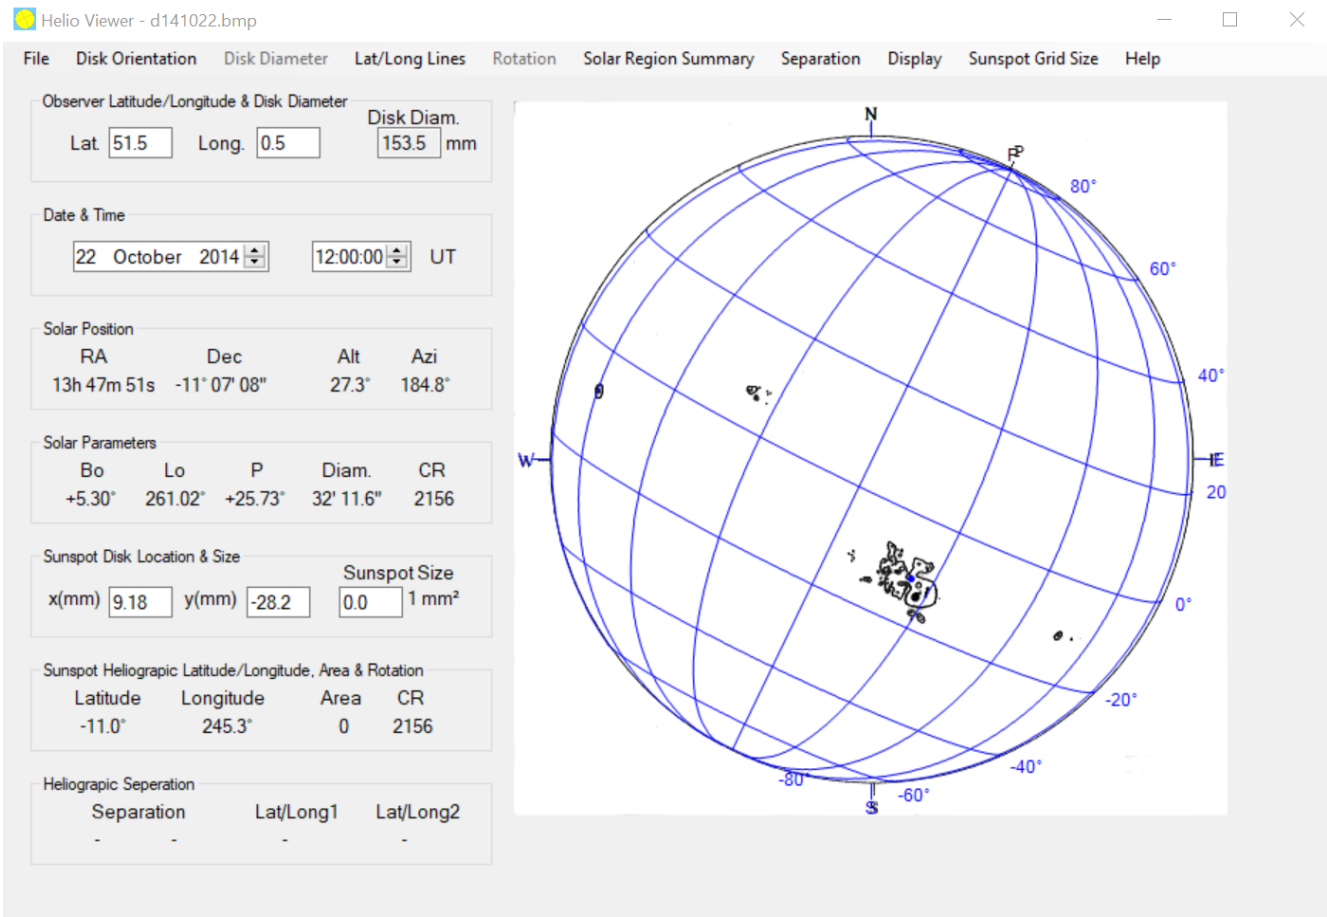 Helio Viewer - d141022.bmp
File Disk Orientation Disk Diameter Lat/Long Lines Rotation Solar Region Summary Separation Display Sunspot Grid Size Help
Observer Latitude/Longitude & Disk Diameter
Disk Diam.
Lat. 51.5 Long. 0.5 153.5 mm
Date & Time
22 October 2014 12:00:00 UT
Solar Position
RA Dec Alt Azi
13h 47m 51s -11° 07' 08" 27.3° 184.8°
Solar Parameters
Bo Lo P Diam. CR
+5.30° 261.02° +25.73° 32' 11.6" 2156
Sunspot Disk Location & Size
Sunspot Size
x(mm) 9.18 y(mm) -28.2 0.0 1 mm²
Sunspot Heliograpic Latitude/Longitude, Area & Rotation
Latitude Longitude Area CR
-11.0° 245.3° 0 2156
Heliograpic Seperation
Separation Lat/Long1 Lat/Long2
- - - -
N
P
80°
60°
40°
W E
20
0°
-20°
-40°
-80°
-60°
S